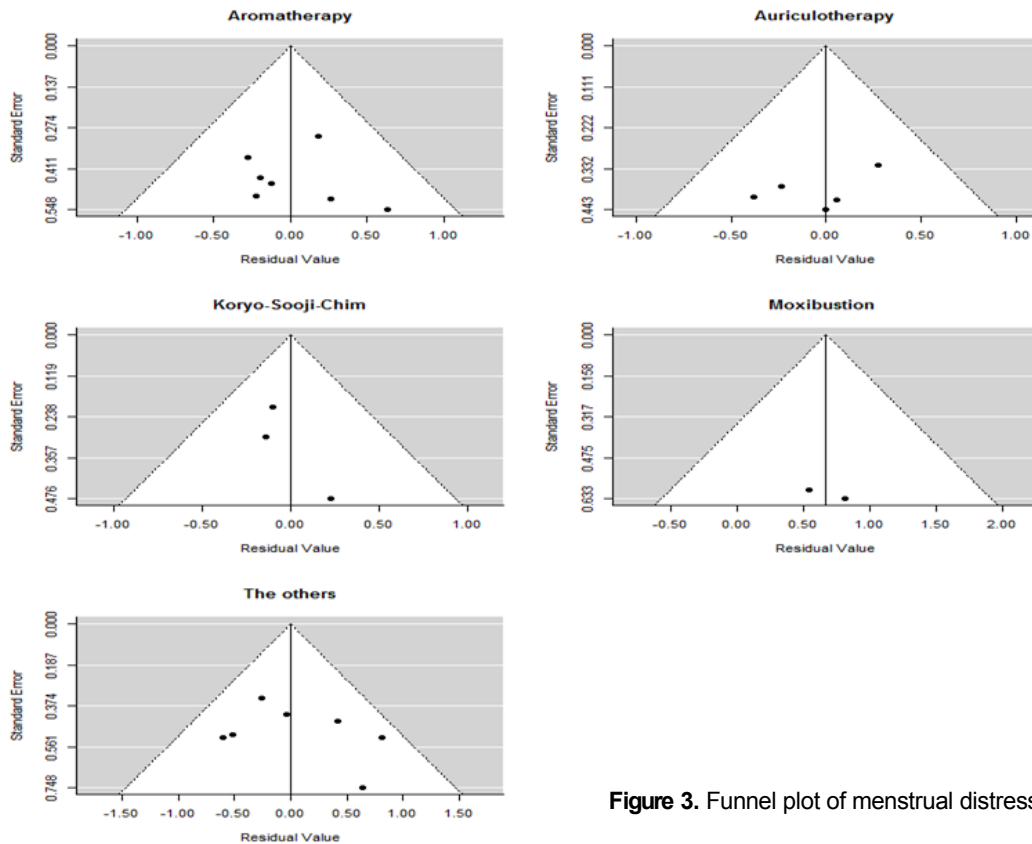 Aromatherapy
Standard Error
0.000
0.137
0.274
0.411
0.548
-1.00 -0.50 0.00 0.50 1.00
Residual Value
Auriculotherapy
Standard Error
0.000
0.111
0.222
0.332
0.443
-1.00 -0.50 0.00 0.50 1.00
Residual Value
Koryo-Sooji-Chim
Standard Error
0.000
0.119
0.238
0.357
0.476
-1.00 -0.50 0.00 0.50 1.00
Residual Value
Moxibustion
Standard Error
0.000
0.158
0.317
0.475
0.633
-0.50 0.00 0.50 1.00 1.50 2.00
Residual Value
The others
Standard Error
0.000
0.187
0.374
0.561
0.748
-1.50 -1.00 -0.50 0.00 0.50 1.00 1.50
Residual Value
Figure 3. Funnel plot of menstrual distress